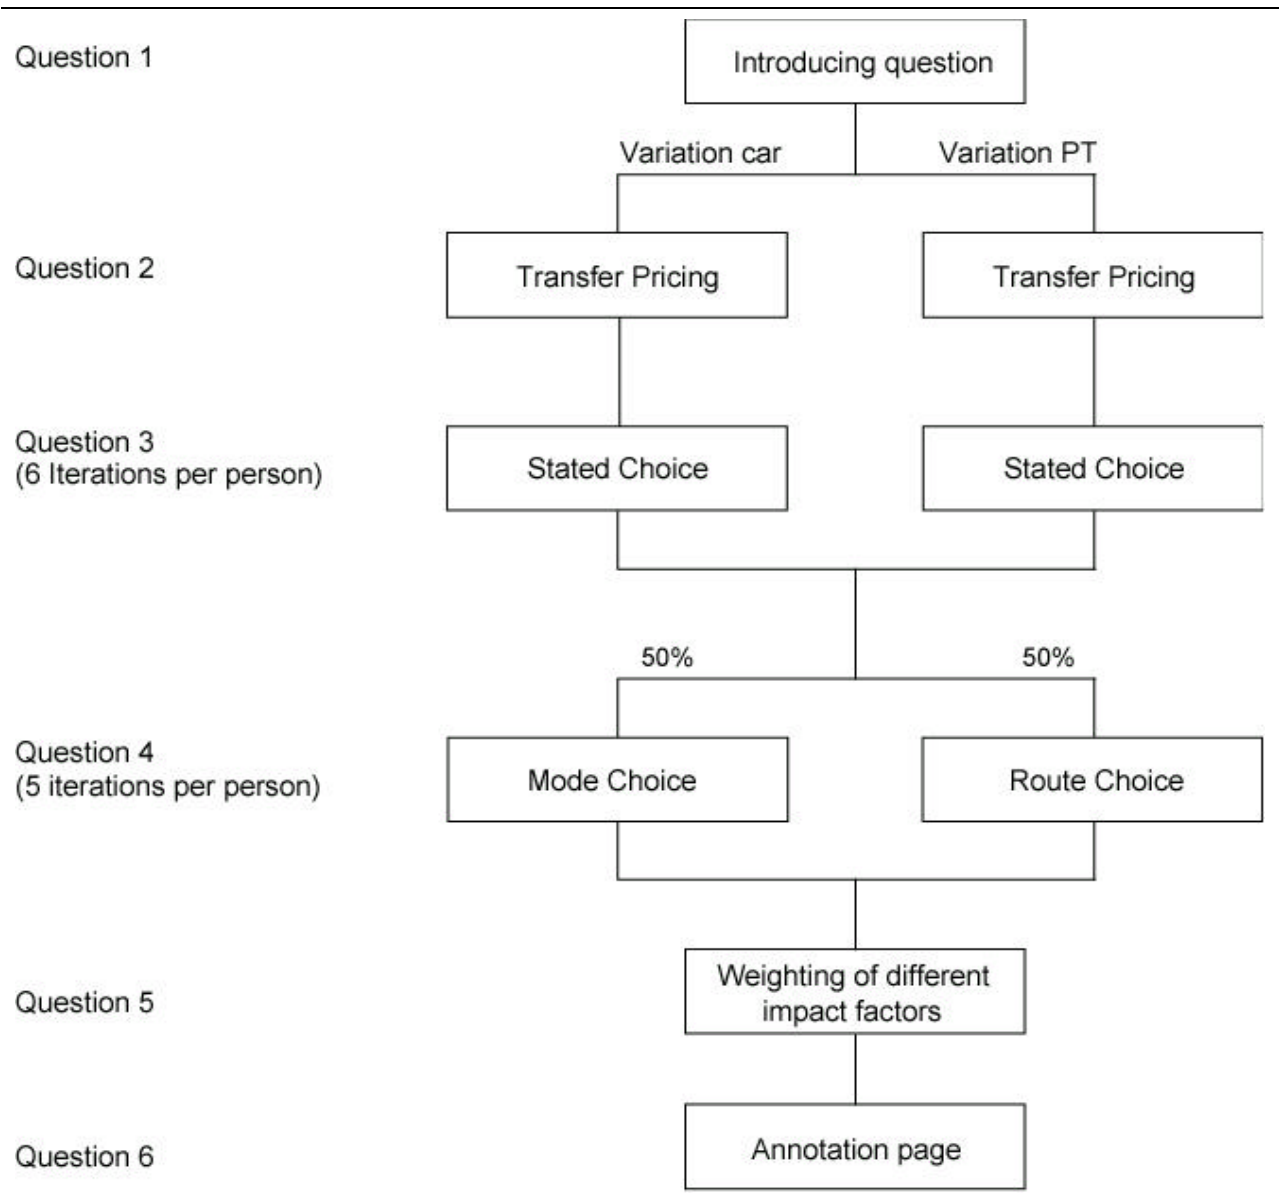 Question 1
Introducing question
Variation car
Variation PT
Question 2
Transfer Pricing
Transfer Pricing
Question 3
(6 Iterations per person)
Stated Choice
Stated Choice
50%
50%
Question 4
(5 iterations per person)
Mode Choice
Route Choice
Question 5
Weighting of different
impact factors
Question 6
Annotation page